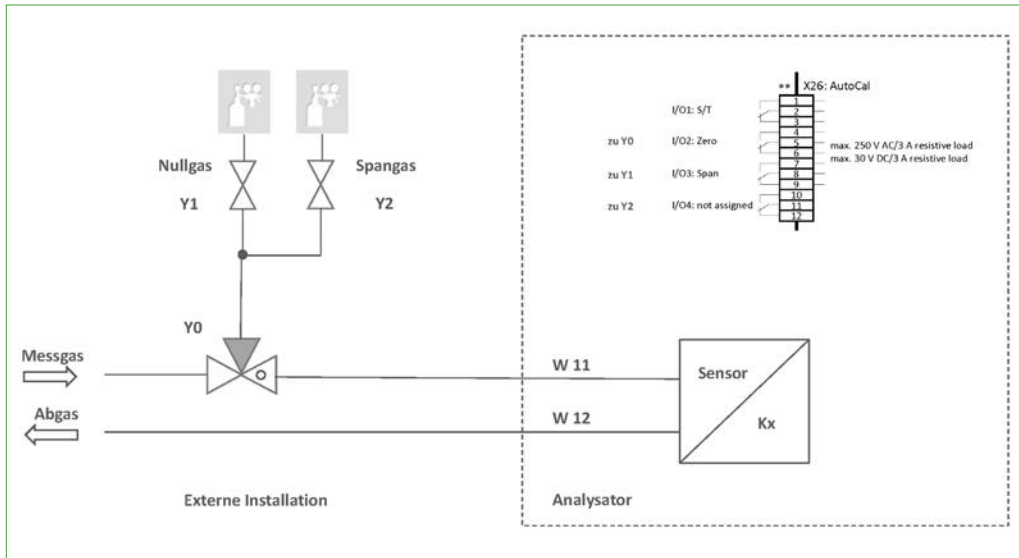 ** X26: AutoCal
1
I/O1: S/T
2
3
4
zu Y0
I/O2: Zero
5
max. 250 V AC/3 A resistive load
6
max. 30 V DC/3 A resistive load
7
zu Y1
I/O3: Span
8
9
10
zu Y2
I/O4: not assigned
11
12
Nullgas
Spangas
Y1
Y2
Y0
Messgas
W 11
Sensor
Abgas
W 12
Kx
Externe Installation
Analysator